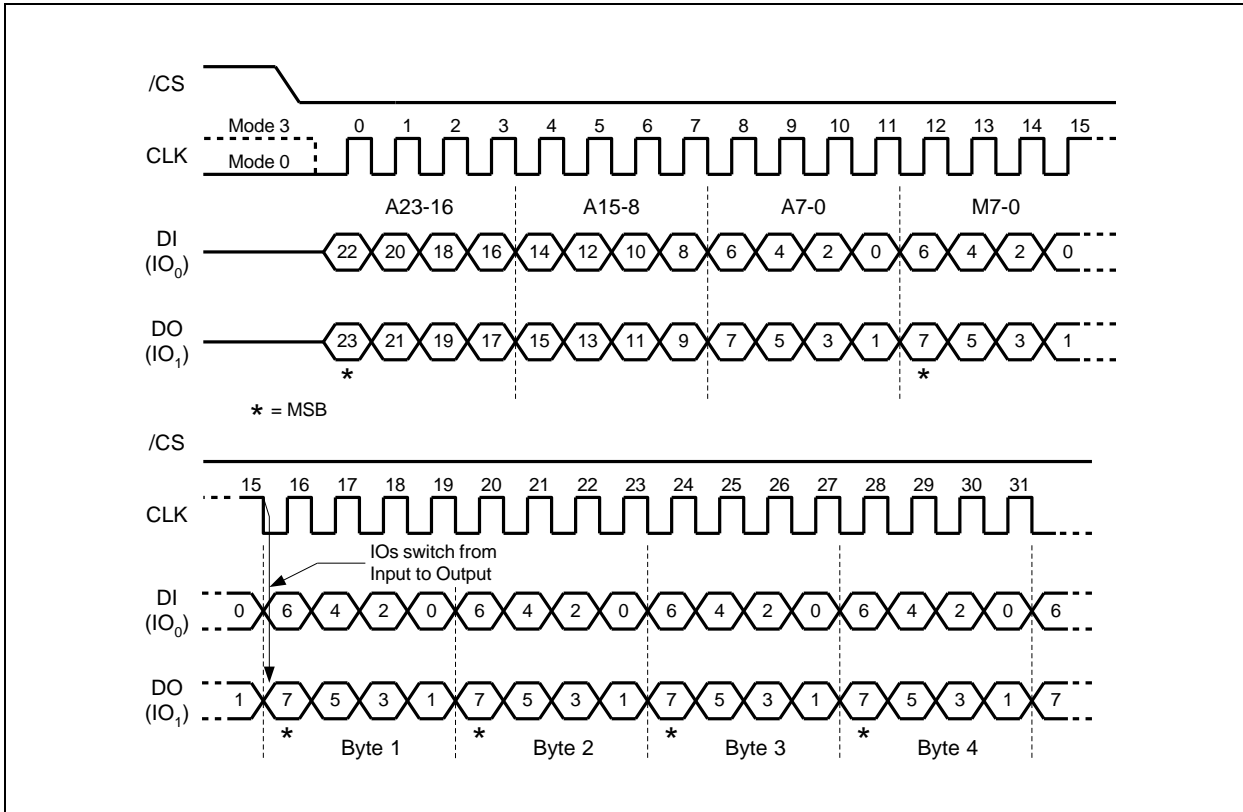 /CS
Mode 3 0 1 2 3 4 5 6 7 8 9 10 11 12 13 14 15
CLK
Mode 0
A23-16 A15-8 A7-0 M7-0
DI
(IO0) 22 20 18 16 14 12 10 8 6 4 2 0 6 4 2 0
DO
(IO1) 23 21 19 17 15 13 11 9 7 5 3 1 7 5 3 1
* *
* = MSB
/CS
15 16 17 18 19 20 21 22 23 24 25 26 27 28 29 30 31
CLK
IOs switch from
Input to Output
DI
(IO0) 0 6 4 2 0 6 4 2 0 6 4 2 0 6 4 2 0 6
DO
(IO1) 1 7 5 3 1 7 5 3 1 7 5 3 1 7 5 3 1 7
* * * *
Byte 1 Byte 2 Byte 3 Byte 4